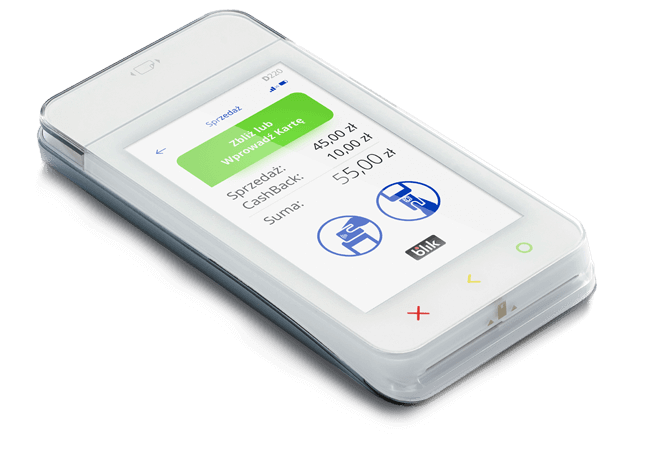 D220
Sprzedaż
Zbliż lub
Wprowadź Kartę
Sprzedaż: 45,00 zł
CashBack: 10,00 zł
Suma: 55,00 zł
blik